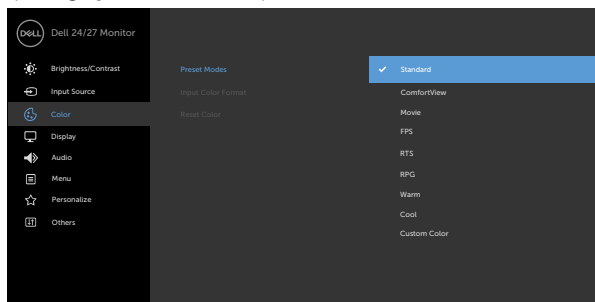 DELL Dell 24/27 Monitor
Brightness/Contrast
Input Source
Color
Display
Audio
Menu
Personalize
Others
Preset Modes
Input Color Format
Reset Color
Standard
ComfortView
Movie
FPS
RTS
RPG
Warm
Cool
Custom Color